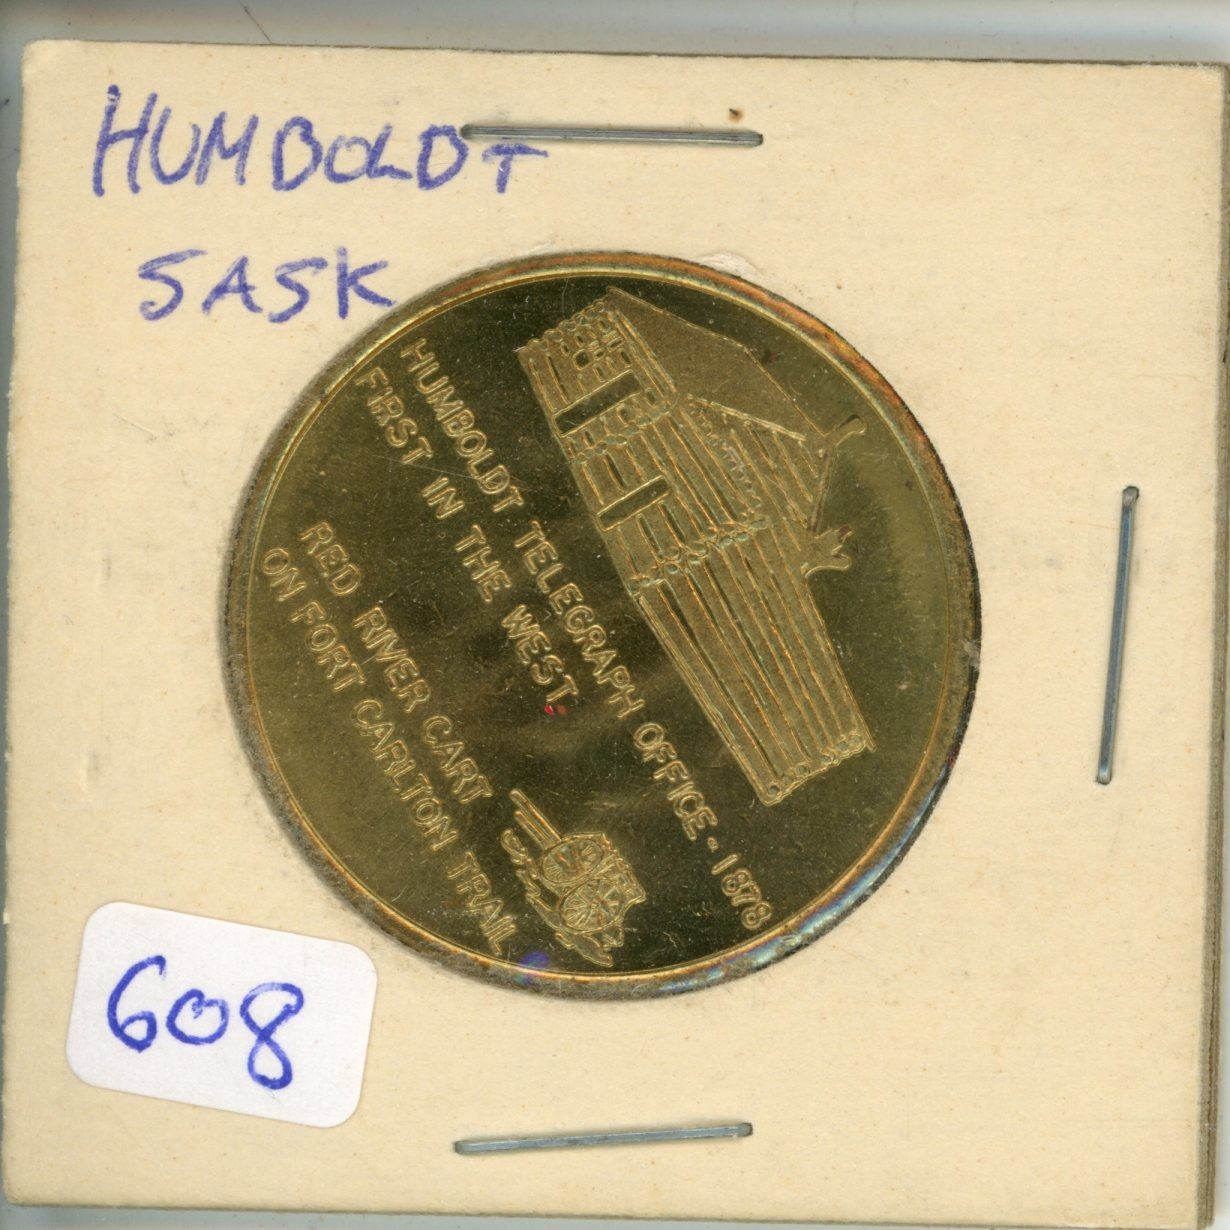 HUMBOLDT
SASK
HUMBOLDT TELEGRAPH OFFICE - 1878
FIRST IN THE WEST.
RED RIVER CART
ON FORT CARLTON TRAIL
608